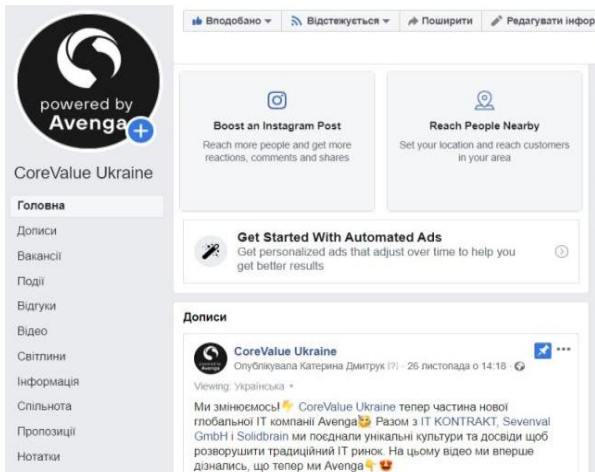 Вподобано
Відстежується
Поширити
Редагувати інфор
powered by
Avenga
CoreValue Ukraine
Головна
Дописи
Вакансії
Події
Відгуки
Відео
Світлини
Інформація
Спільнота
Пропозиції
Нотатки
Boost an Instagram Post
Reach more people and get more
reactions, comments and shares
Reach People Nearby
Set your location and reach customers
in your area
Get Started With Automated Ads
Get personalized ads that adjust over time to help you
get better results
Дописи
CoreValue Ukraine
Опублікувала Катерина Дмитрук [?] · 26 листопада о 14:18 ·
Viewing: Українська
Ми змінюємось!👇 CoreValue Ukraine тепер частина нової
глобальної ІТ компанії Avenga🥳 Разом з IT KONTRAKT, Sevenval
GmbH і Solidbrain ми поєднали унікальні культури та досвіди щоб
розворушити традиційний ІТ ринок. На цьому відео ми вперше
дізнались, що тепер ми Avenga👇🤩